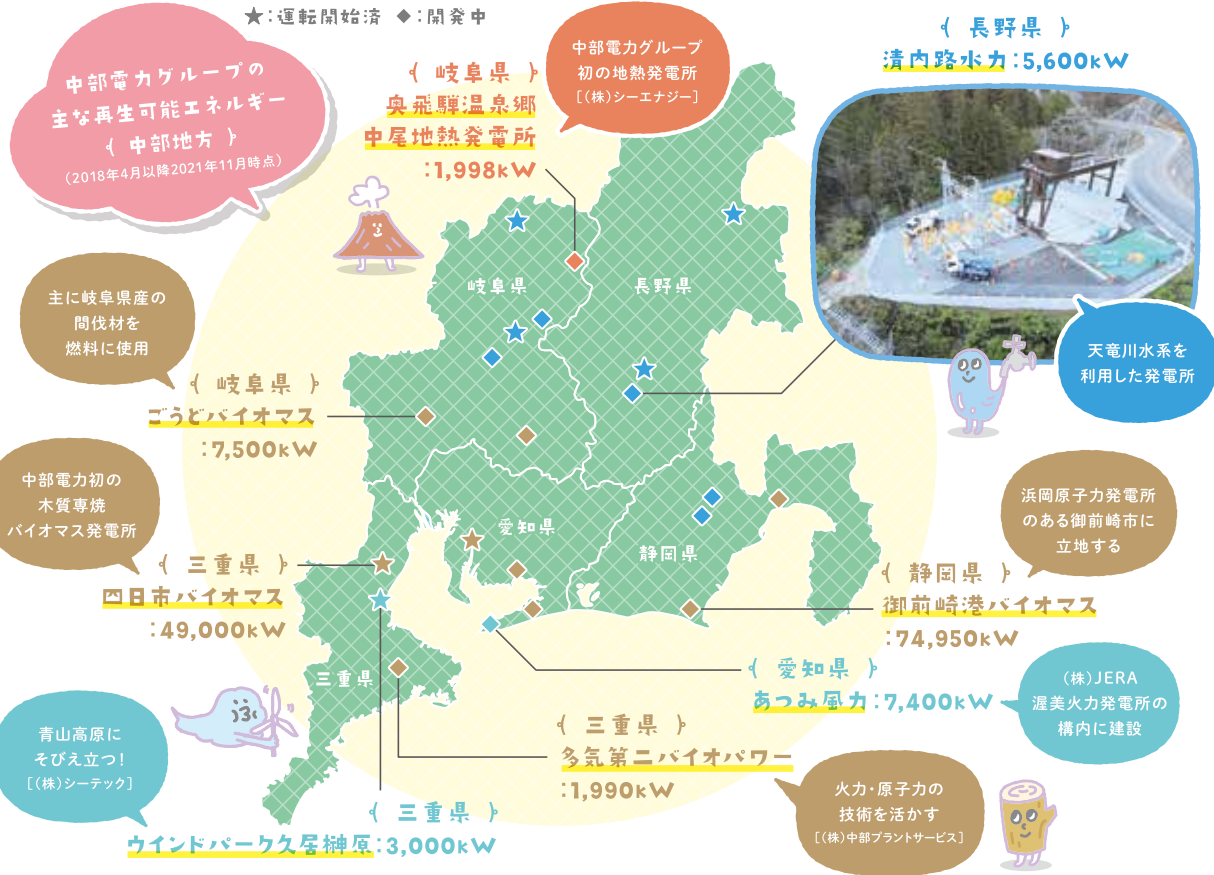 ★:運転開始済 ◆:開発中
中部電力グループの
主な再生可能エネルギー
{ 中部地方 }
(2018年4月以降2021年11月時点)
{ 岐阜県 }
奥飛騨温泉郷
中尾地熱発電所
:1,998kW
中部電力グループ
初の地熱発電所
[(株)シーエナジー]
{ 長野県 }
清内路水力:5,600kW
天竜川水系を
利用した発電所
岐阜県
長野県
主に岐阜県産の
間伐材を
燃料に使用
{ 岐阜県 }
ごうどバイオマス
:7,500kW
中部電力初の
木質専焼
バイオマス発電所
{ 三重県 }
四日市バイオマス
:49,000kW
愛知県
静岡県
浜岡原子力発電所
のある御前崎市に
立地する
{ 静岡県 }
御前崎港バイオマス
:74,950kW
三重県
{ 愛知県 }
あつみ風力:7,400kW
(株)JERA
渥美火力発電所の
構内に建設
青山高原に
そびえ立つ!
[(株)シーテック]
{ 三重県 }
多気第二バイオパワー
:1,990kW
火力・原子力の
技術を活かす
[(株)中部プラントサービス]
{ 三重県 }
ウインドパーク久居榊原:3,000kW